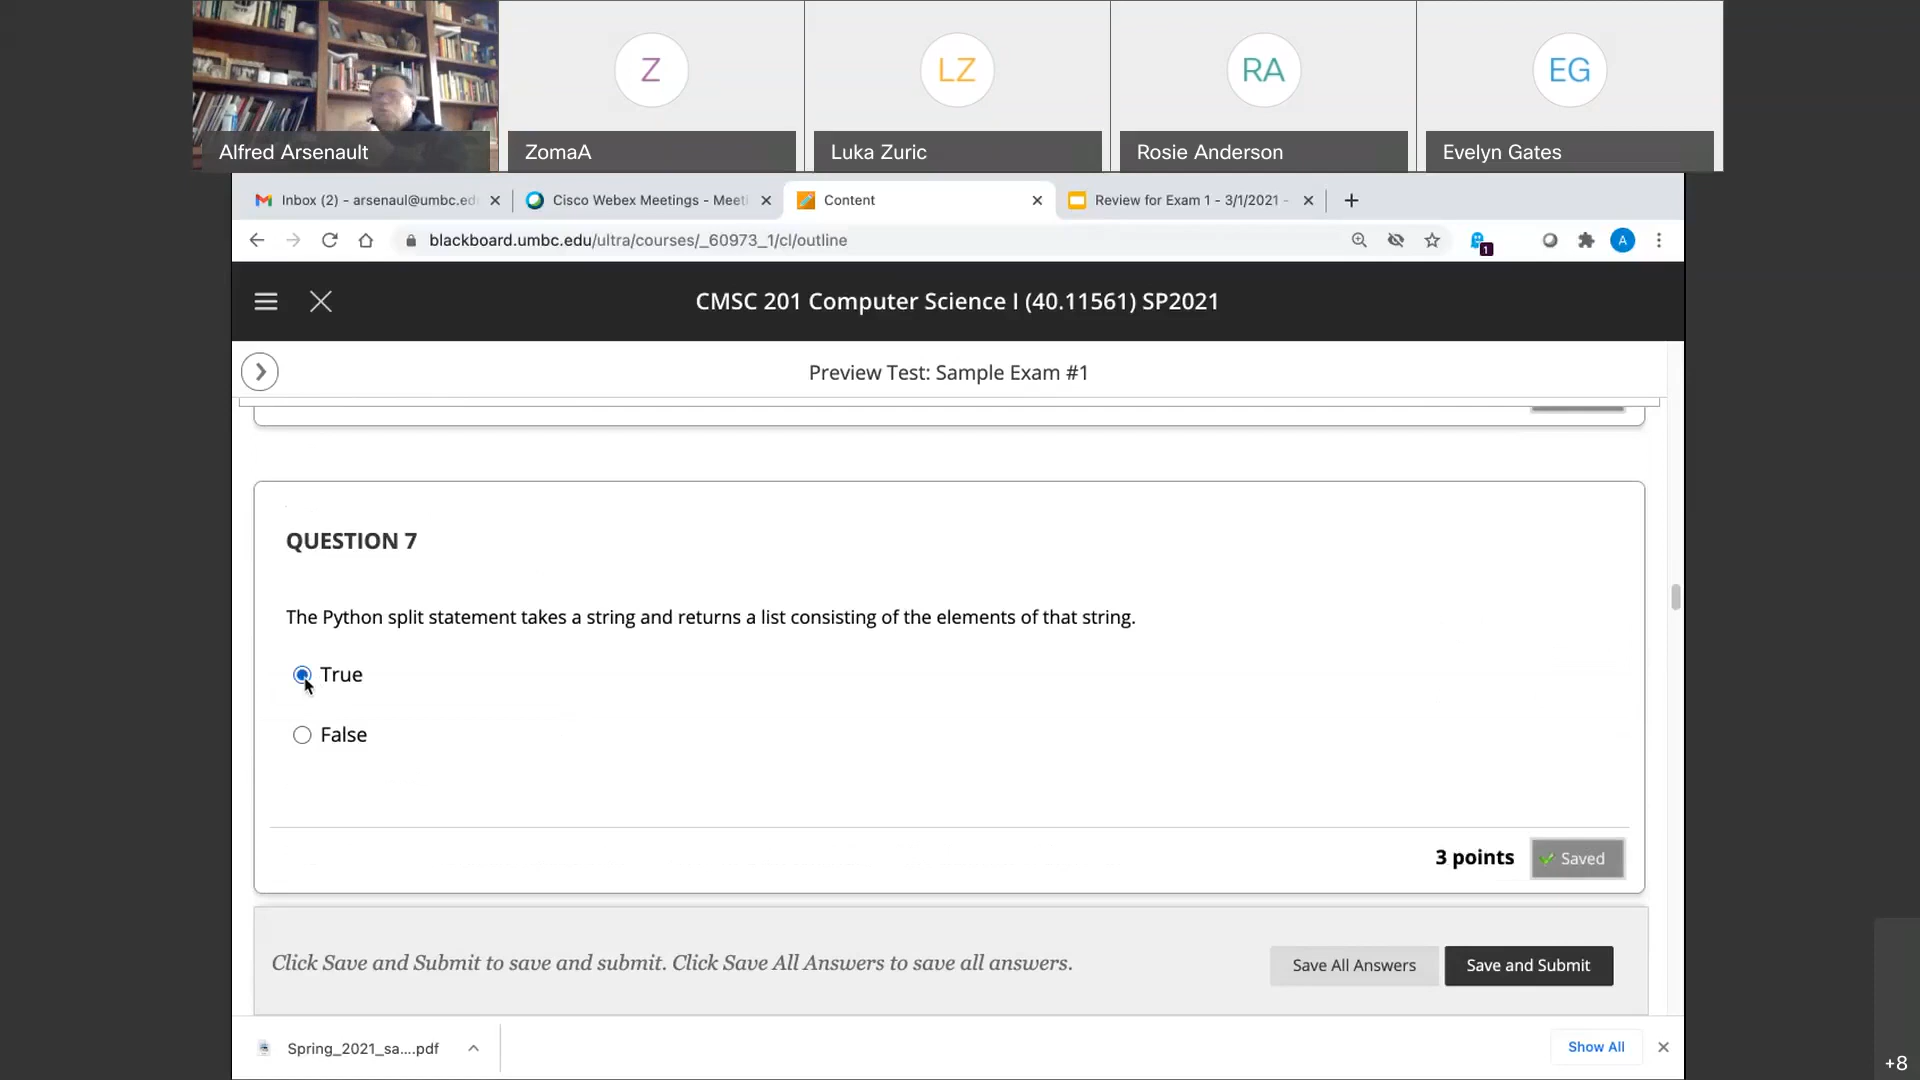 Z
LZ
RA
EG
Alfred Arsenault
ZomaA
Luka Zuric
Rosie Anderson
Evelyn Gates
Inbox (2) - arsenaul@umbc.ed
Cisco Webex Meetings - Meeti
Content
Review for Exam 1 - 3/1/2021 -
blackboard.umbc.edu/ultra/courses/_60973_1/cl/outline
1
A
CMSC 201 Computer Science I (40.11561) SP2021
Preview Test: Sample Exam #1
QUESTION 7
The Python split statement takes a string and returns a list consisting of the elements of that string.
True
False
3 points
Saved
Click Save and Submit to save and submit. Click Save All Answers to save all answers.
Save All Answers
Save and Submit
Spring_2021_sa....pdf
Show All
+8